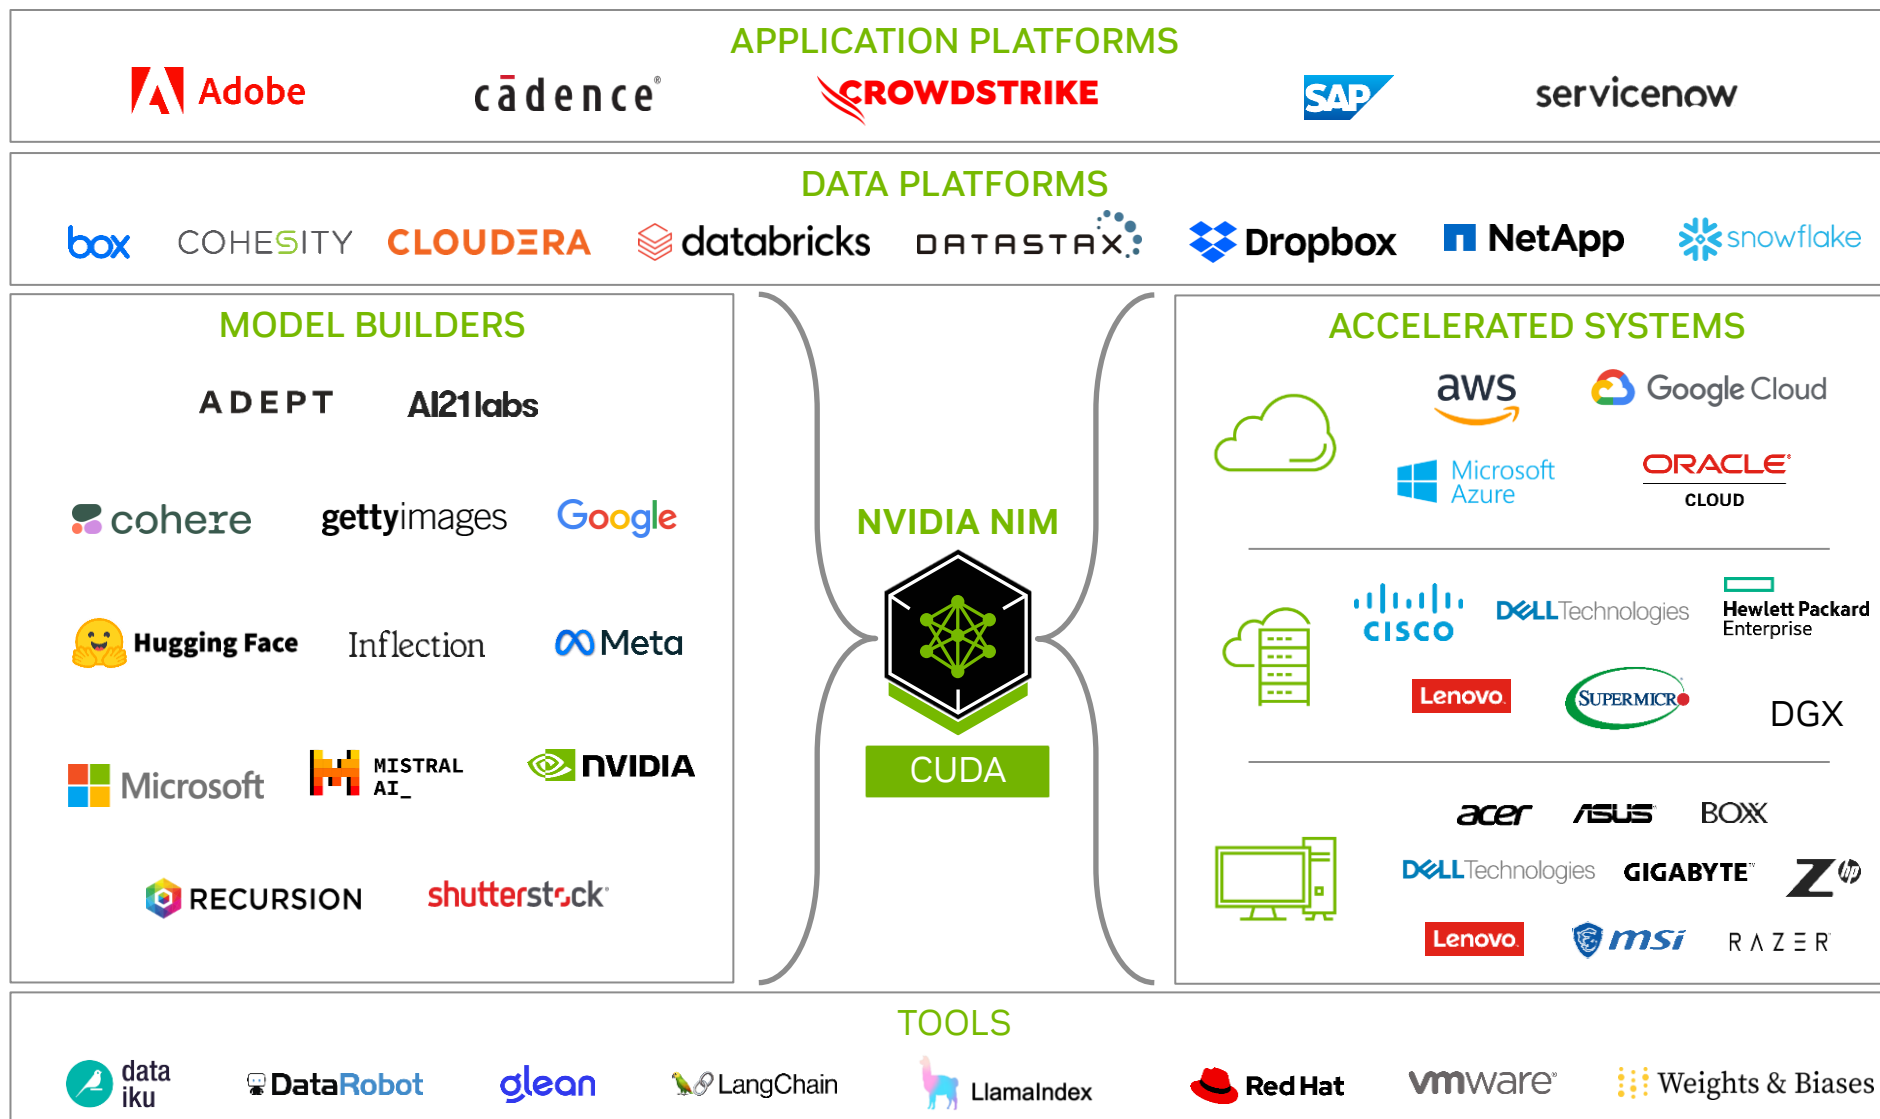 APPLICATION PLATFORMS
Adobe
cādence®
CROWDSTRIKE
SAP
servicenow
DATA PLATFORMS
box
COHESITY
CLOUDERA
databricks
DATASTAX
Dropbox
NetApp
snowflake
MODEL BUILDERS
ADEPT
AI21labs
cohere
gettyimages
Google
Hugging Face
Inflection
Meta
Microsoft
MISTRAL
AI_
NVIDIA
RECURSION
shutterstock
NVIDIA NIM
CUDA
ACCELERATED SYSTEMS
aws
Google Cloud
Microsoft
Azure
ORACLE
CLOUD
CISCO
DELL Technologies
Hewlett Packard
Enterprise
Lenovo
SUPERMICRO
DGX
acer
ASUS
BOXX
DELL Technologies
GIGABYTE™
Z hp
Lenovo
msi
RAZER
TOOLS
data
iku
DataRobot
glean
LangChain
LlamaIndex
Red Hat
vmware®
Weights & Biases